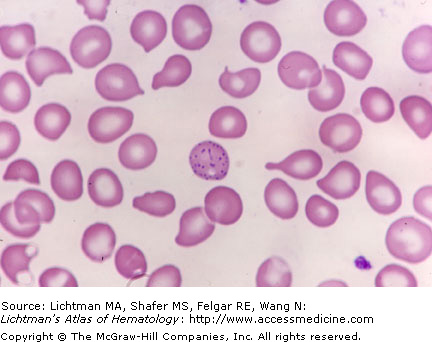 Source: Lichtman MA, Shafer MS, Felgar RE, Wang N:
Lichtman's Atlas of Hematology: http://www.accessmedicine.com
Copyright © The McGraw-Hill Companies, Inc. All rights reserved.